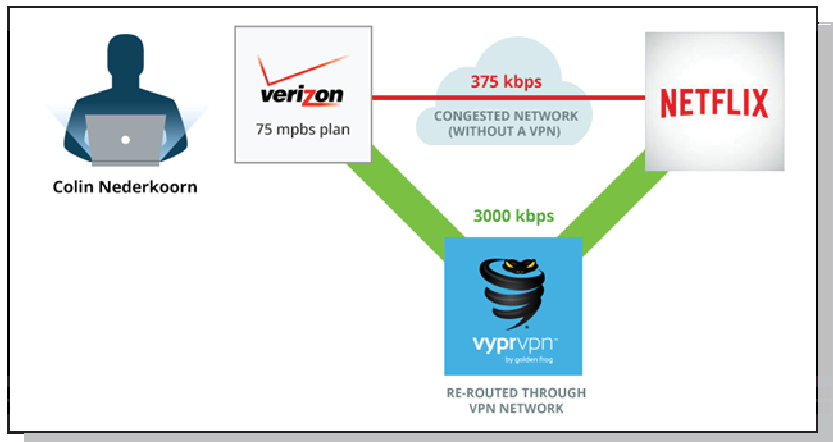 Colin Nederkoorn
verizon
75 mpbs plan
375 kbps
CONGESTED NETWORK
(WITHOUT A VPN)
NETFLIX
3000 kbps
vyprvpn
by golden frog
RE-ROUTED THROUGH
VPN NETWORK